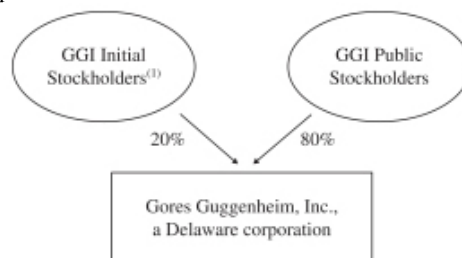 GGI Initial
Stockholders(1)
GGI Public
Stockholders
20%
80%
Gores Guggenheim, Inc.,
a Delaware corporation